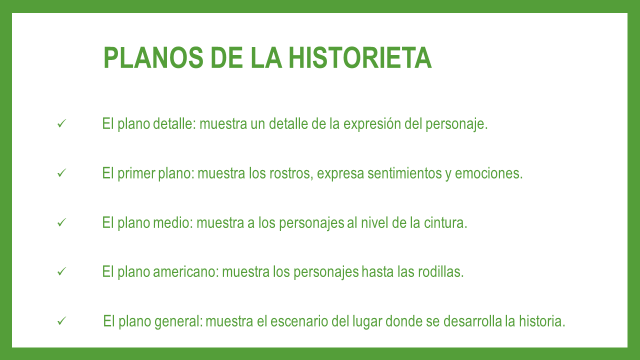 PLANOS DE LA HISTORIETA
✓ El plano detalle: muestra un detalle de la expresión del personaje.
✓ El primer plano: muestra los rostros, expresa sentimientos y emociones.
✓ El plano medio: muestra a los personajes al nivel de la cintura.
✓ El plano americano: muestra los personajes hasta las rodillas.
✓ El plano general: muestra el escenario del lugar donde se desarrolla la historia.